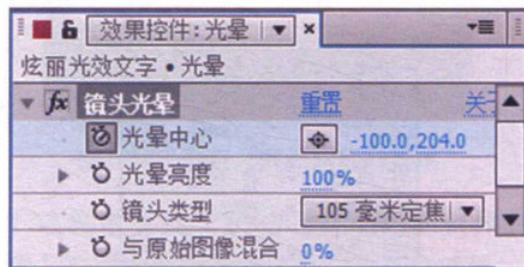 效果控件:光晕
炫丽光效文字•光晕
fx 镜头光晕 重置 关于
光晕中心 -100.0,204.0
光晕亮度 100%
镜头类型 105 毫米定焦
与原始图像混合 0%